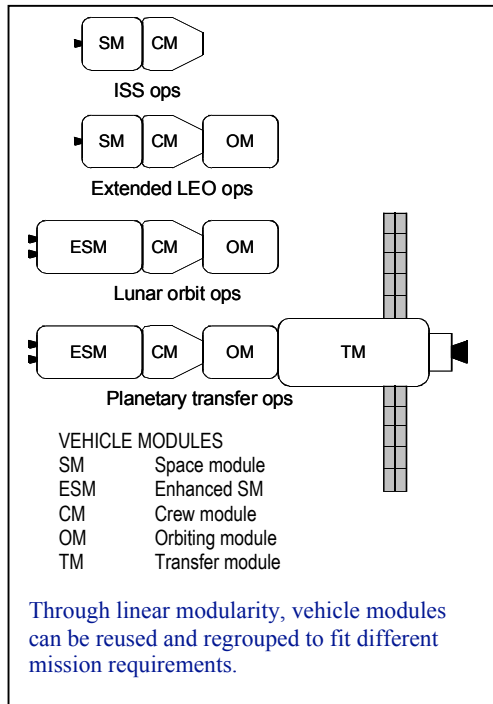 SM CM
ISS ops
SM CM OM
Extended LEO ops
ESM CM OM
Lunar orbit ops
ESM CM OM TM
Planetary transfer ops
VEHICLE MODULES
SM Space module
ESM Enhanced SM
CM Crew module
OM Orbiting module
TM Transfer module
Through linear modularity, vehicle modules
can be reused and regrouped to fit different
mission requirements.